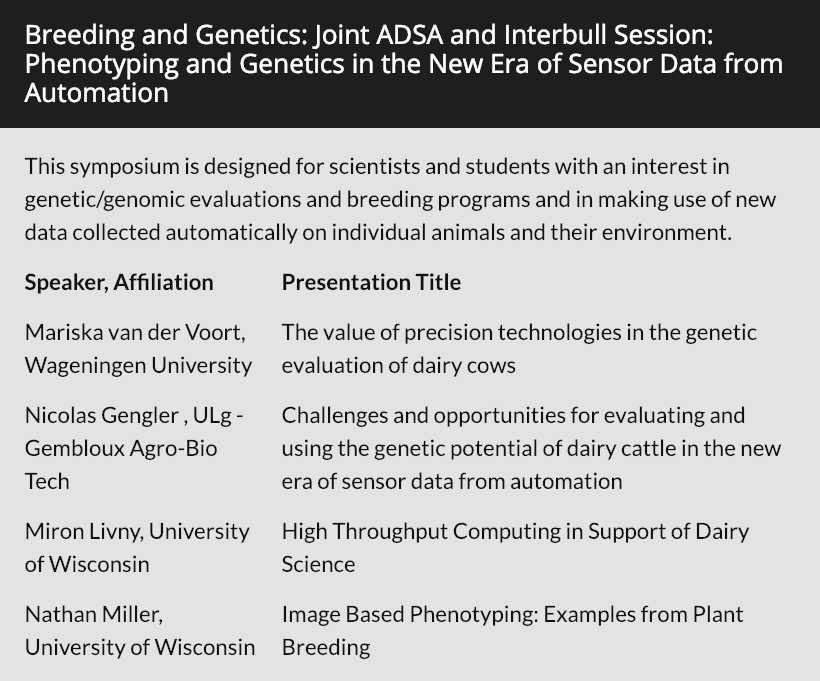 Breeding and Genetics: Joint ADSA and Interbull Session:
Phenotyping and Genetics in the New Era of Sensor Data from
Automation
This symposium is designed for scientists and students with an interest in
genetic/genomic evaluations and breeding programs and in making use of new
data collected automatically on individual animals and their environment.
Speaker, Affiliation
Presentation Title
Mariska van der Voort,
Wageningen University
The value of precision technologies in the genetic
evaluation of dairy cows
Nicolas Gengler , ULg -
Gembloux Agro-Bio
Tech
Challenges and opportunities for evaluating and
using the genetic potential of dairy cattle in the new
era of sensor data from automation
Miron Livny, University
of Wisconsin
High Throughput Computing in Support of Dairy
Science
Nathan Miller,
University of Wisconsin
Image Based Phenotyping: Examples from Plant
Breeding